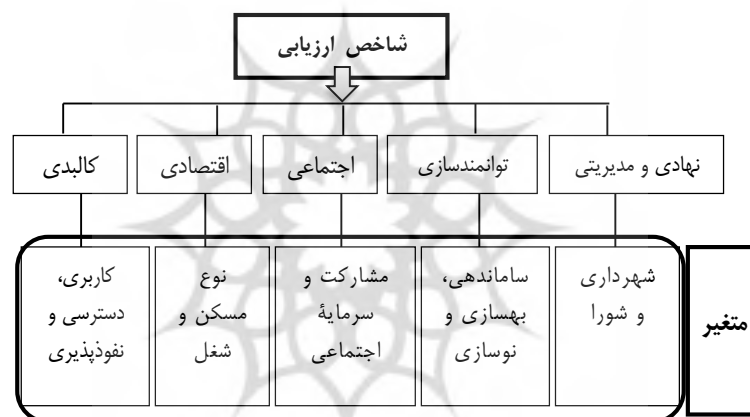 شاخص ارزیابی
نهادی و مدیریتی
توانمندسازی
اجتماعی
اقتصادی
کالبدی
متغیر
شهرداری
و شورا
ساماندهی،
بهسازی و
نوسازی
مشارکت و
سرمایۀ
اجتماعی
نوع
مسکن و
شغل
کاربری،
دسترسی و
نفوذپذیری